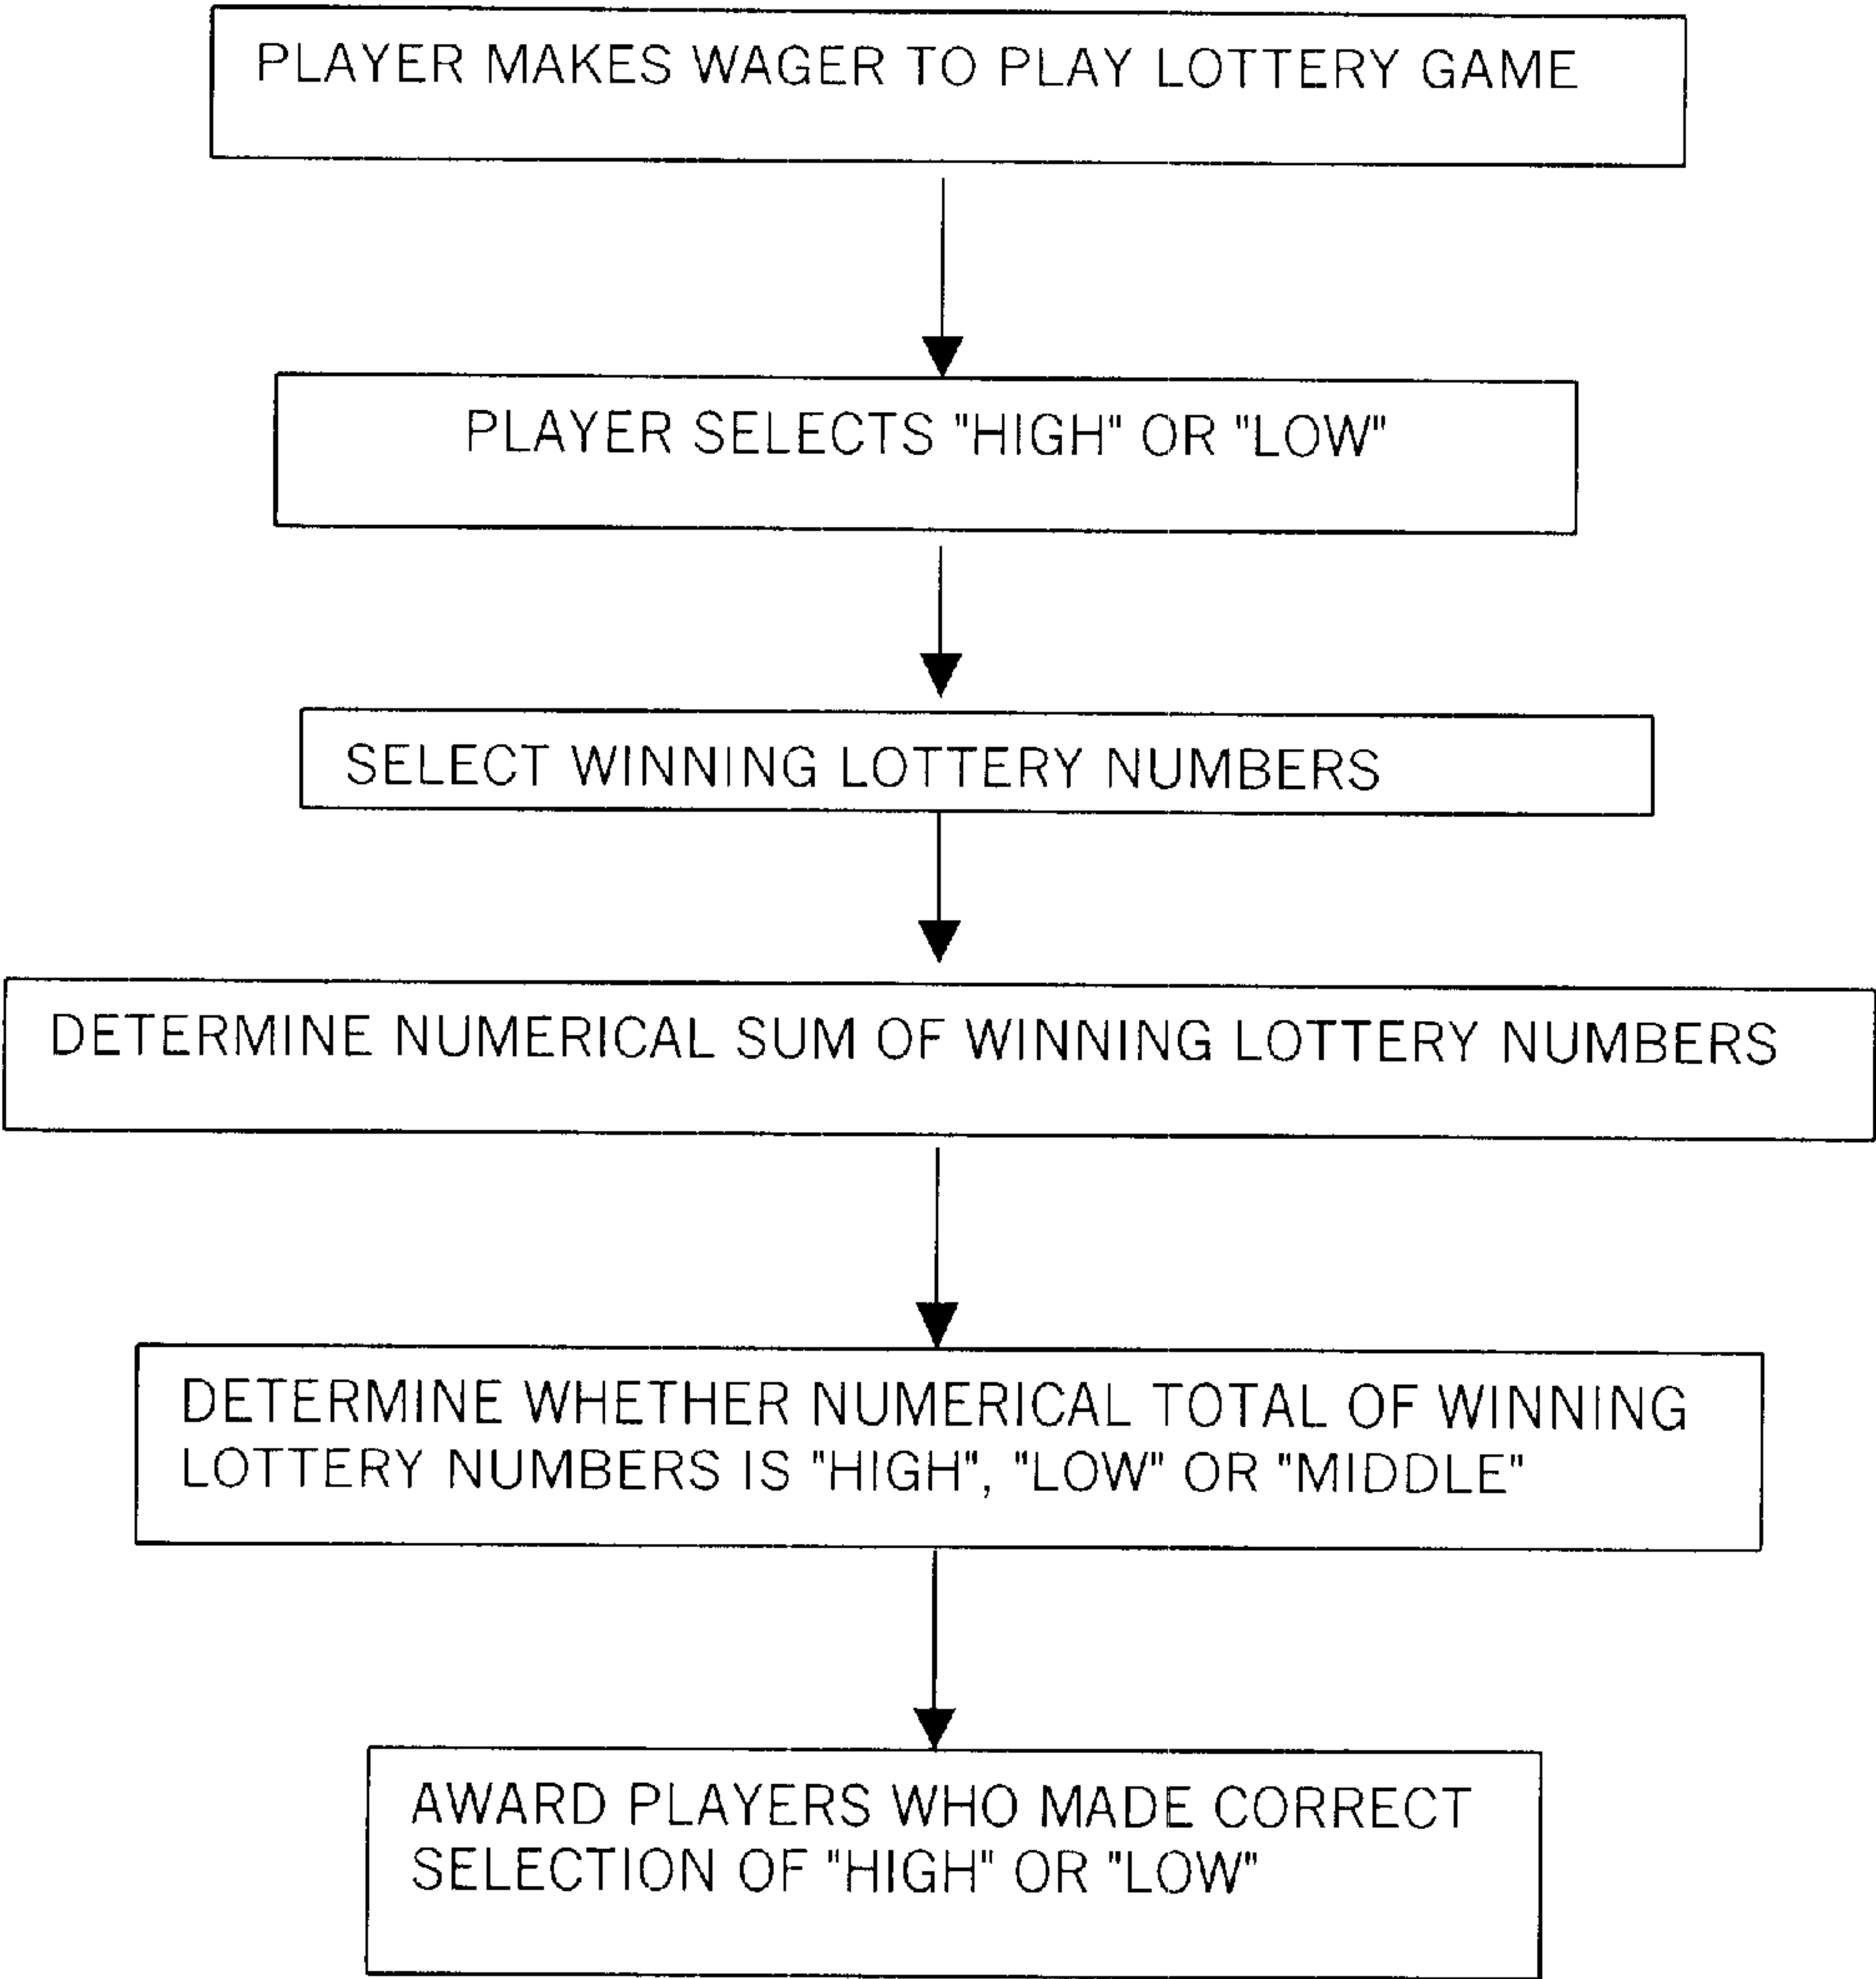 PLAYER MAKES WAGER TO PLAY LOTTERY GAME
PLAYER SELECTS "HIGH" OR "LOW"
SELECT WINNING LOTTERY NUMBERS
DETERMINE NUMERICAL SUM OF WINNING LOTTERY NUMBERS
DETERMINE WHETHER NUMERICAL TOTAL OF WINNING
LOTTERY NUMBERS IS "HIGH", "LOW" OR "MIDDLE"
AWARD PLAYERS WHO MADE CORRECT
SELECTION OF "HIGH" OR "LOW"